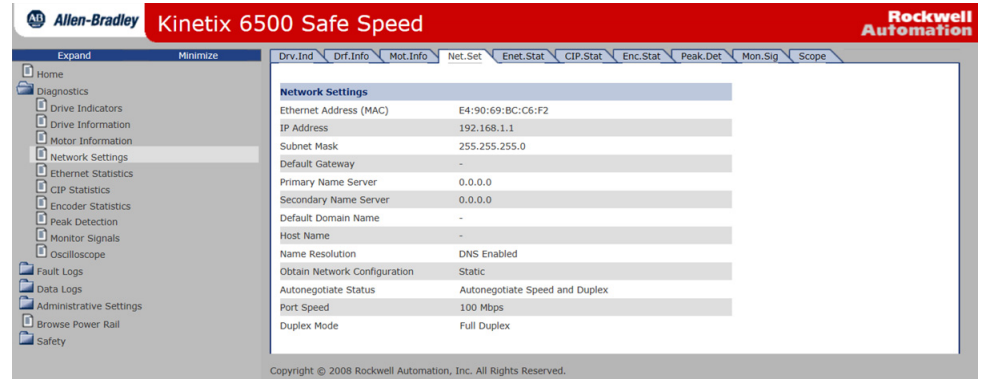 AB Allen-Bradley Kinetix 6500 Safe Speed Rockwell Automation
Expand Minimize
Home
Diagnostics
Drive Indicators
Drive Information
Motor Information
Network Settings
Ethernet Statistics
CIP Statistics
Encoder Statistics
Peak Detection
Monitor Signals
Oscilloscope
Fault Logs
Data Logs
Administrative Settings
Browse Power Rail
Safety
Drv.Ind Drf.Info Mot.Info Net.Set Enet.Stat CIP.Stat Enc.Stat Peak.Det Mon.Sig Scope
Network Settings
Ethernet Address (MAC) E4:90:69:BC:C6:F2
IP Address 192.168.1.1
Subnet Mask 255.255.255.0
Default Gateway -
Primary Name Server 0.0.0.0
Secondary Name Server 0.0.0.0
Default Domain Name -
Host Name -
Name Resolution DNS Enabled
Obtain Network Configuration Static
Autonegotiate Status Autonegotiate Speed and Duplex
Port Speed 100 Mbps
Duplex Mode Full Duplex
Copyright © 2008 Rockwell Automation, Inc. All Rights Reserved.